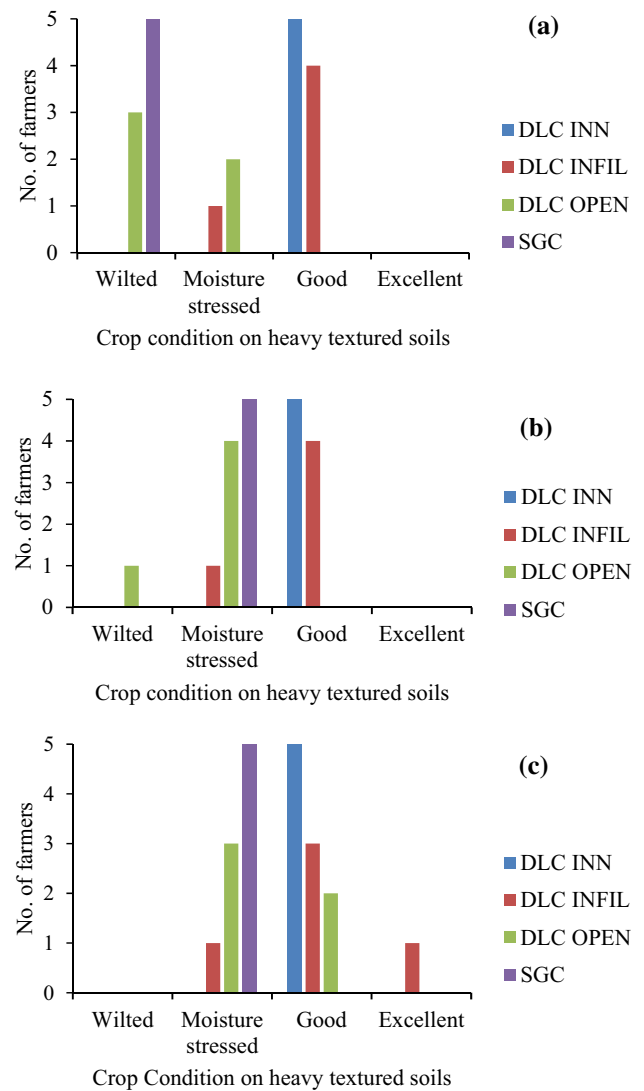 (a)
No. of farmers
5
4
3
2
1
0
Wilted Moisture Good Excellent
stressed
Crop condition on heavy textured soils
DLC INN
DLC INFIL
DLC OPEN
SGC
(b)
No. of farmers
5
4
3
2
1
0
Wilted Moisture Good Excellent
stressed
Crop condition on heavy textured soils
DLC INN
DLC INFIL
DLC OPEN
SGC
(c)
No. of farmers
5
4
3
2
1
0
Wilted Moisture Good Excellent
stressed
Crop Condition on heavy textured soils
DLC INN
DLC INFIL
DLC OPEN
SGC